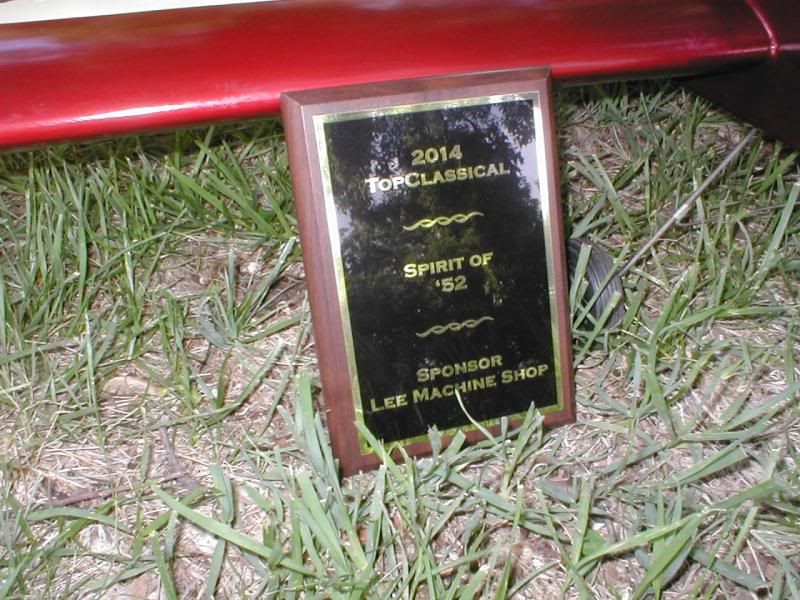 2014
TopClassical
Spirit of
'52
Sponsor
Lee Machine Shop